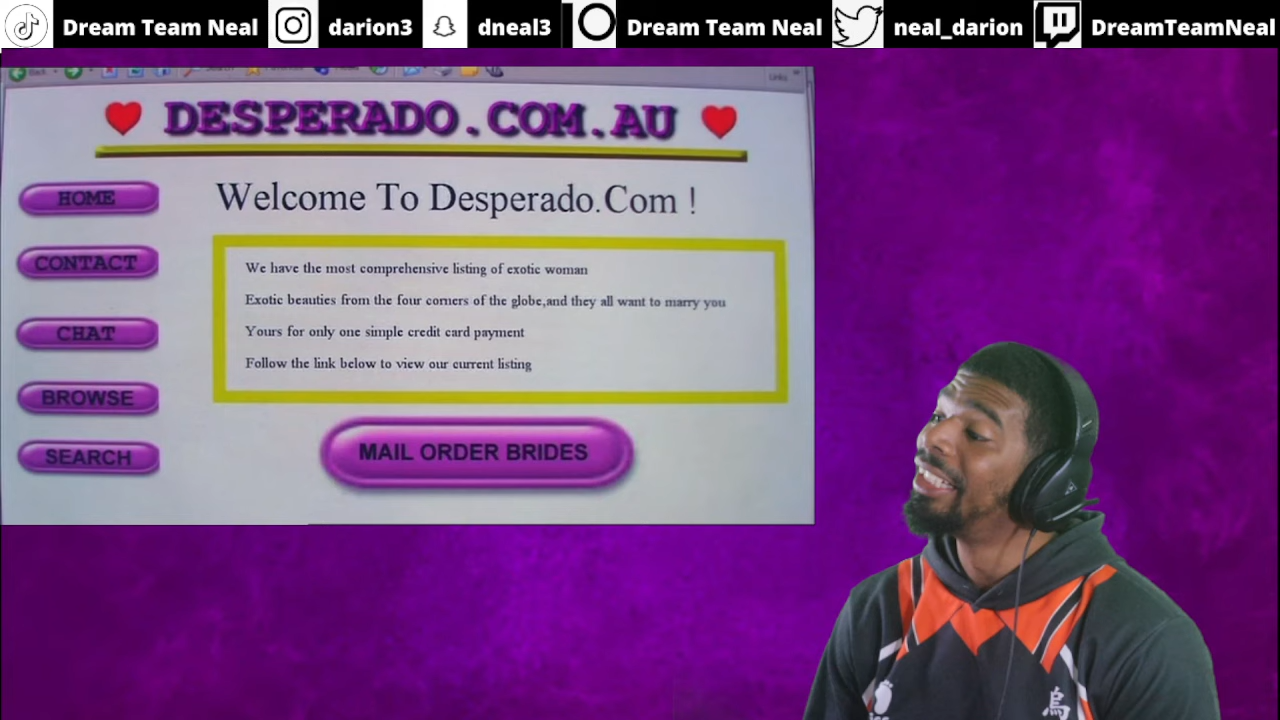 Dream Team Neal darion3 dneal3 Dream Team Neal neal_darion DreamTeamNeal
Back
Links
DESPERADO.COM.AU
HOME
Welcome To Desperado.Com !
CONTACT
We have the most comprehensive listing of exotic woman
Exotic beauties from the four corners of the globe,and they all want to marry you
CHAT
Yours for only one simple credit card payment
Follow the link below to view our current listing
BROWSE
MAIL ORDER BRIDES
SEARCH
烏